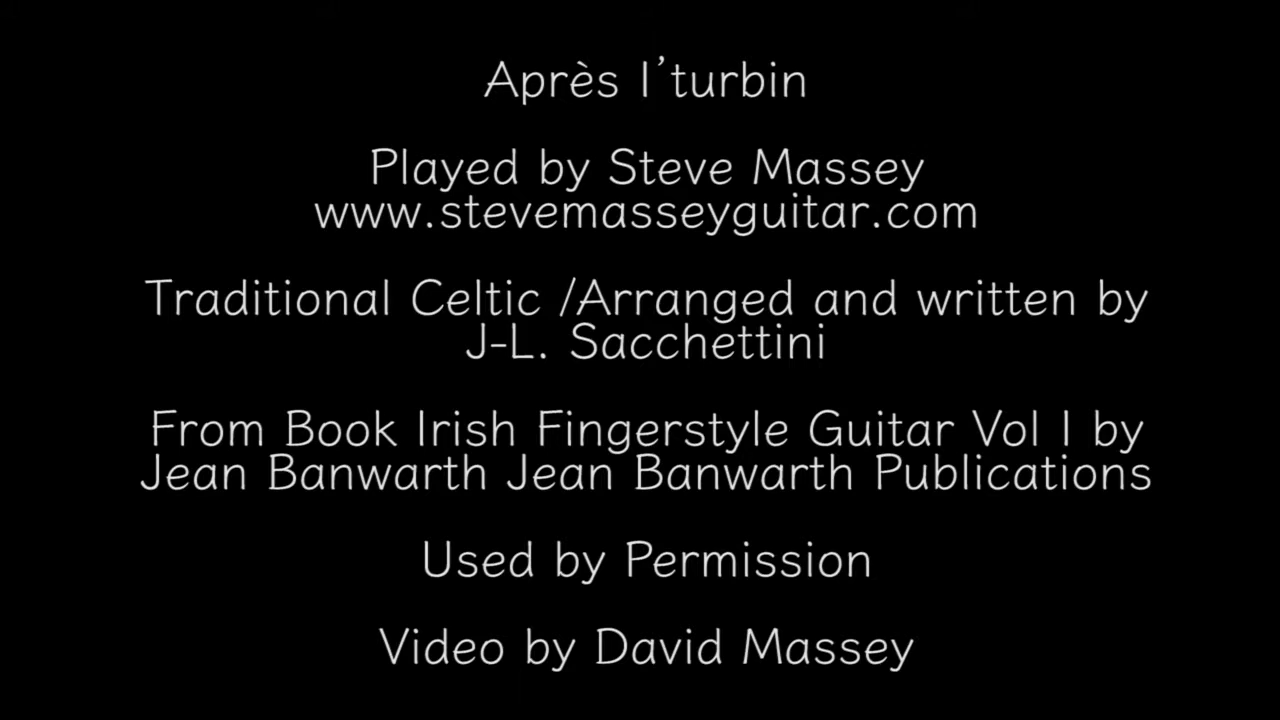 Après l'turbin
Played by Steve Massey
www.stevemasseyguitar.com
Traditional Celtic /Arranged and written by
J-L. Sacchettini
From Book Irish Fingerstyle Guitar Vol I by
Jean Banwarth Jean Banwarth Publications
Used by Permission
Video by David Massey